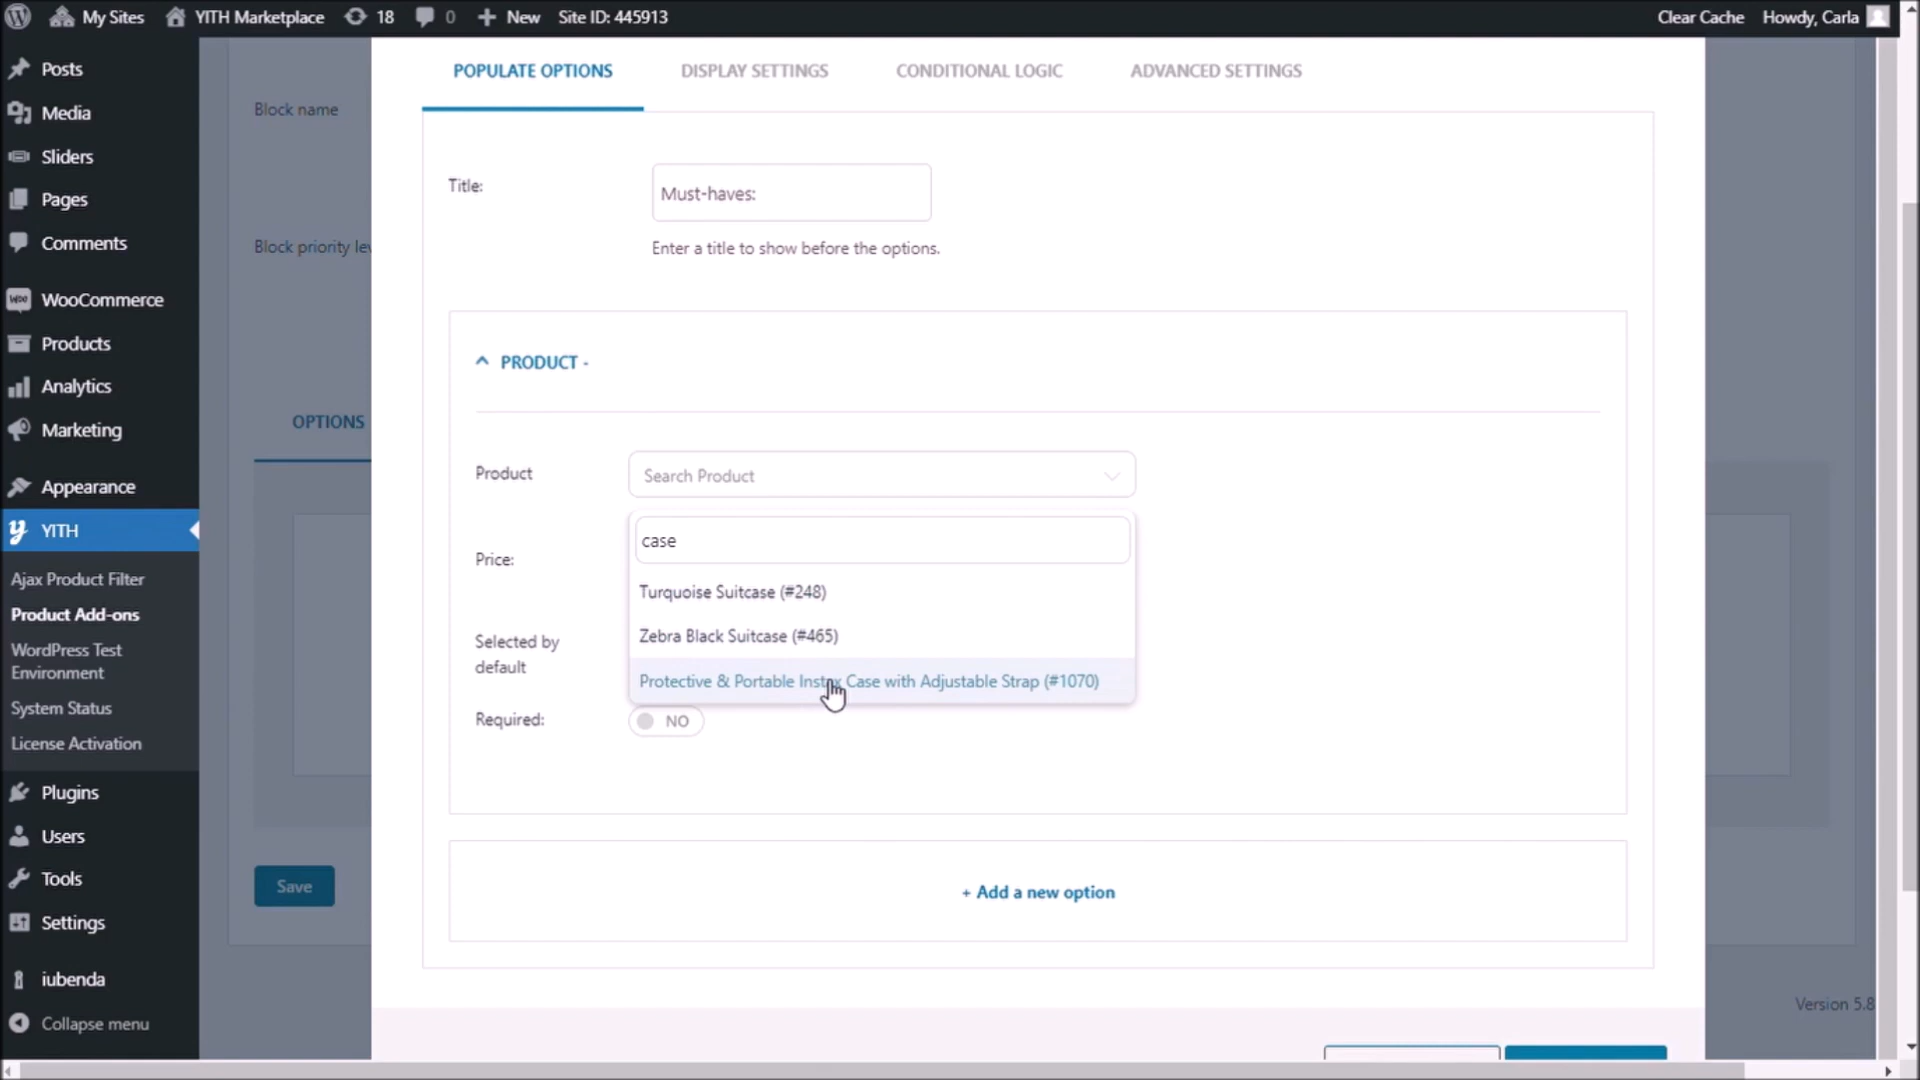 My Sites
YITH Marketplace
18
0
New
Site ID: 445913
Clear Cache
Howdy, Carla
Posts
Media
Sliders
Pages
Comments
WooCommerce
Products
Analytics
Marketing
Appearance
YITH
Ajax Product Filter
Product Add-ons
WordPress Test
Environment
System Status
License Activation
Plugins
Users
Tools
Settings
iubenda
Collapse menu
Block name
Block priority lev
OPTIONS
Save
POPULATE OPTIONS
DISPLAY SETTINGS
CONDITIONAL LOGIC
ADVANCED SETTINGS
Title:
Must-haves:
Enter a title to show before the options.
PRODUCT -
Product
Search Product
case
Price:
Turquoise Suitcase (#248)
Zebra Black Suitcase (#465)
Selected by
default
Protective & Portable Instax Case with Adjustable Strap (#1070)
Required:
NO
+ Add a new option
Version 5.8